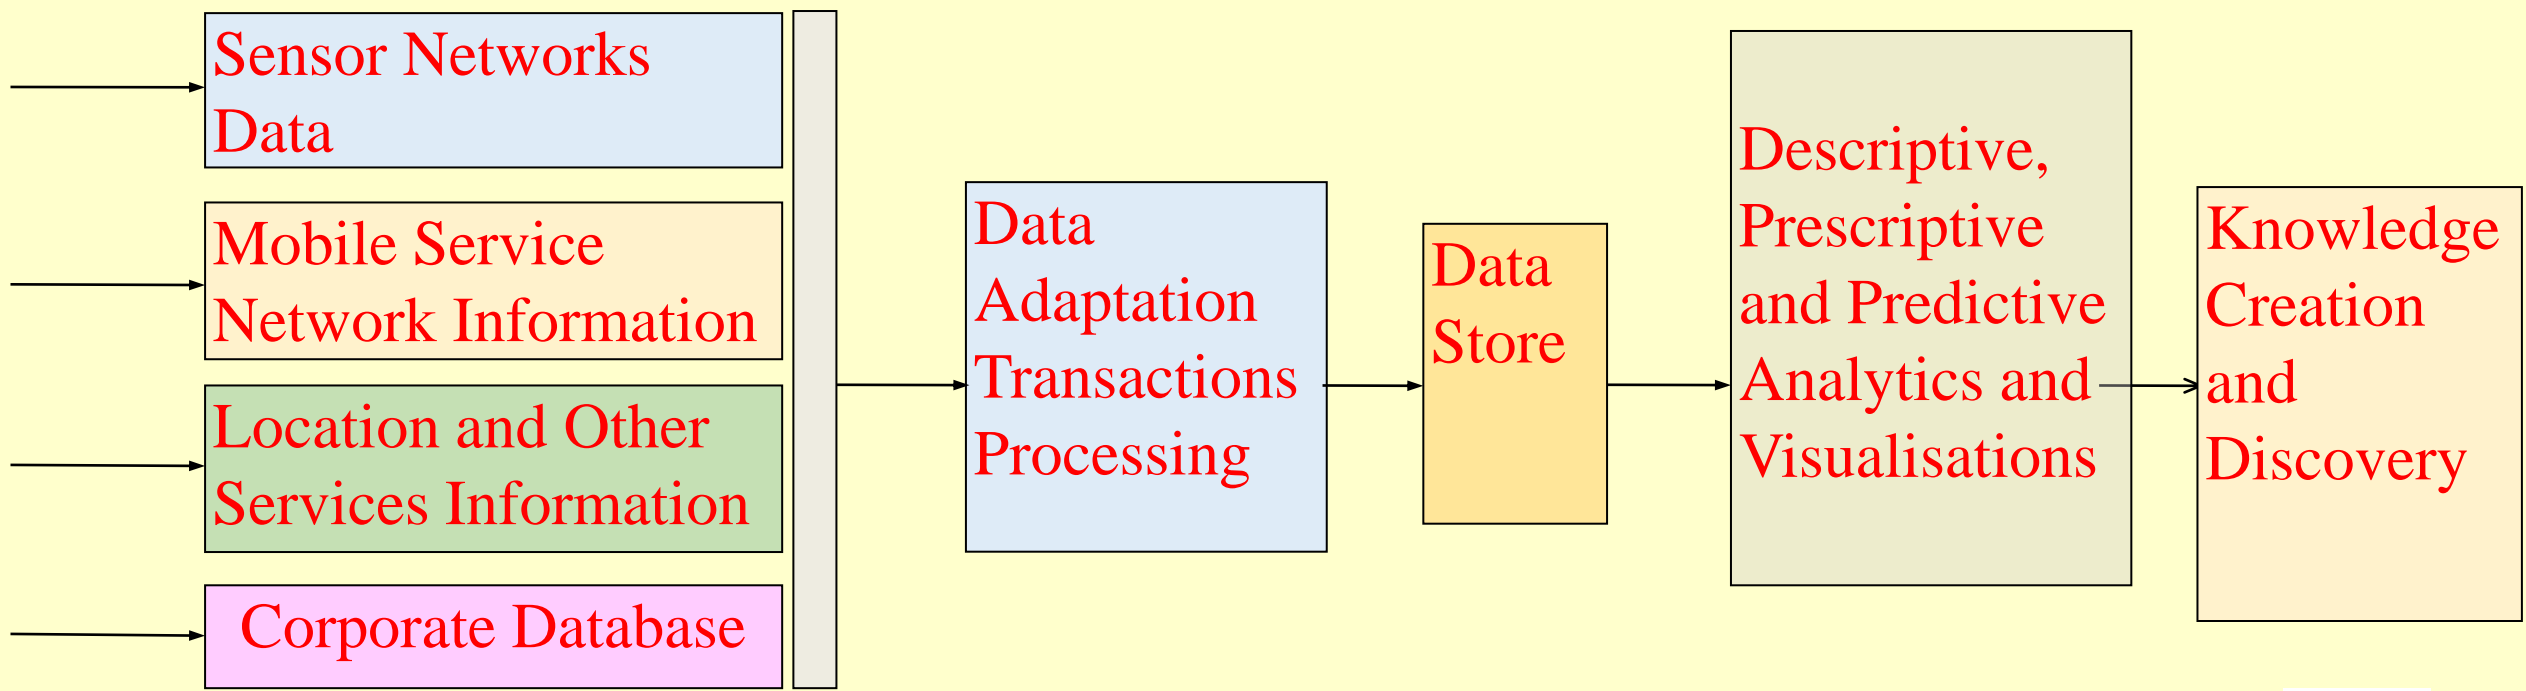 Sensor Networks
Data
Mobile Service
Network Information
Location and Other
Services Information
Corporate Database
Data
Adaptation
Transactions
Processing
Data
Store
Descriptive,
Prescriptive
and Predictive
Analytics and
Visualisations
Knowledge
Creation
and
Discovery